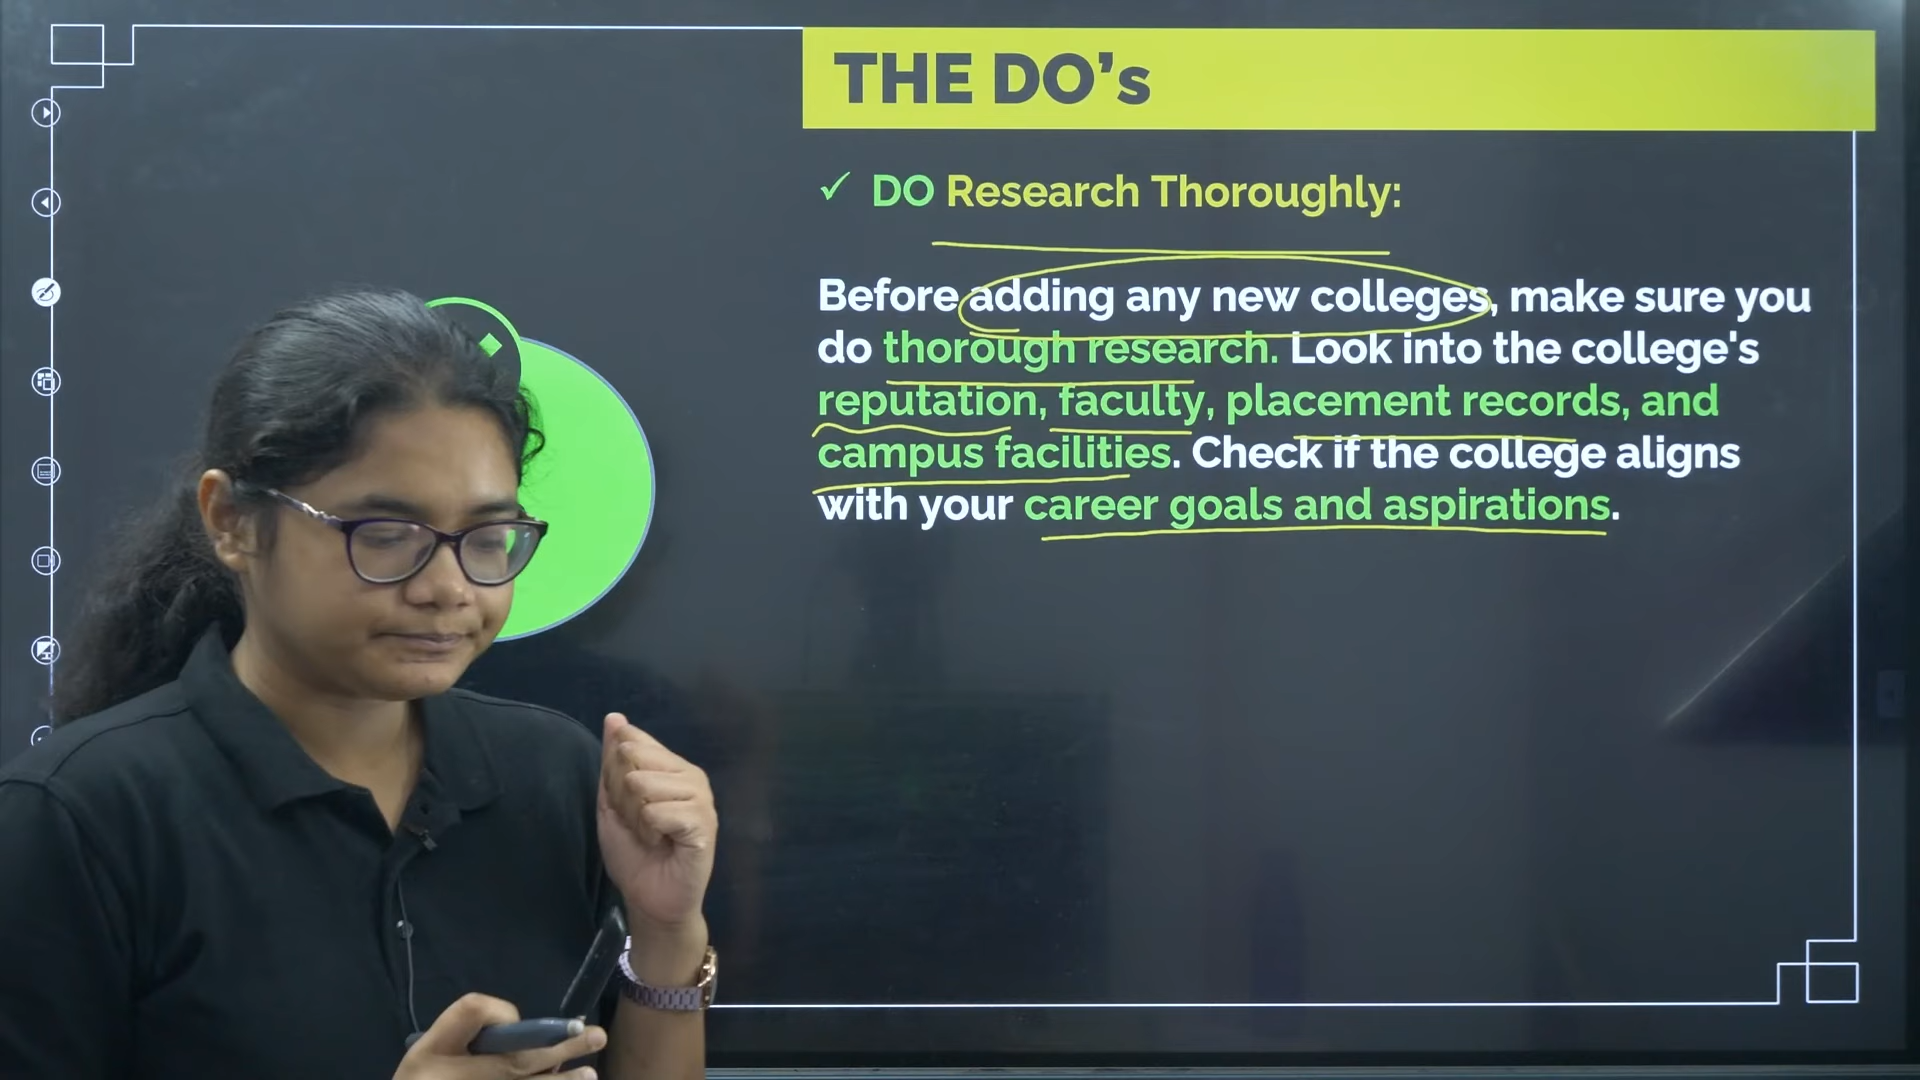 THE DO’s
✓ DO Research Thoroughly:
Before adding any new colleges, make sure you
do thorough research. Look into the college's
reputation, faculty, placement records, and
campus facilities. Check if the college aligns
with your career goals and aspirations.